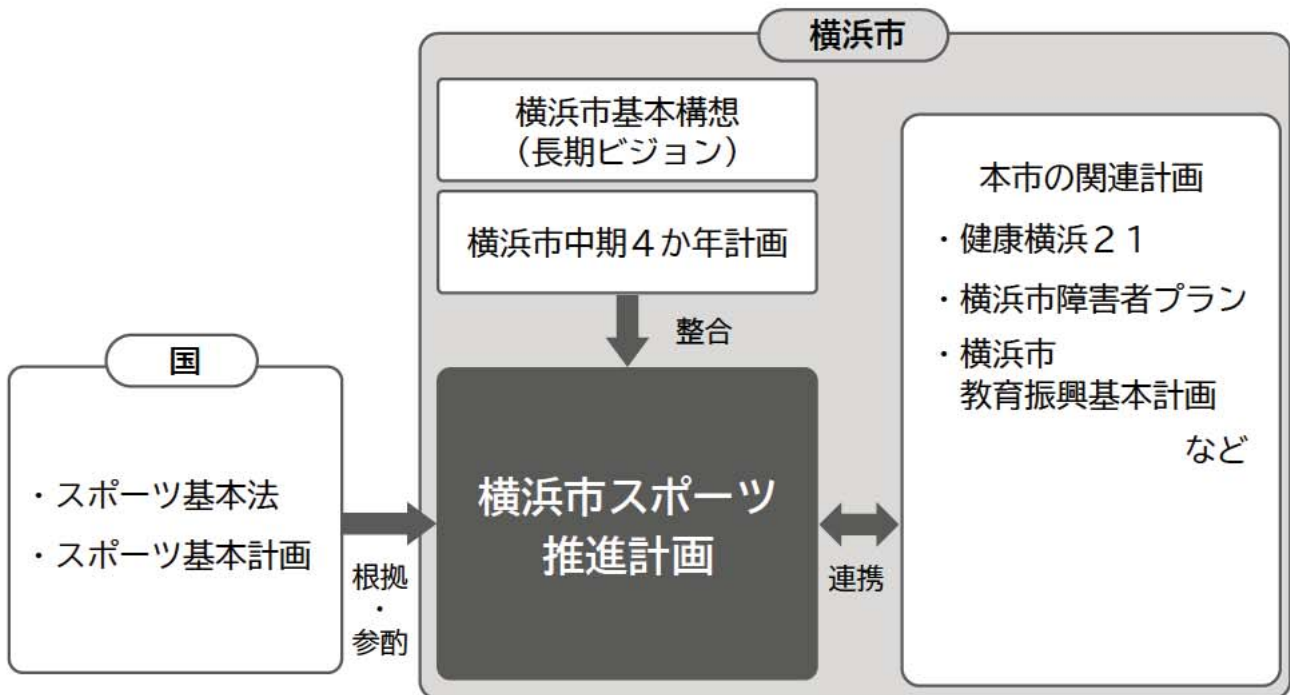 横浜市
横浜市基本構想
（長期ビジョン）
横浜市中期４か年計画
整合
国
・スポーツ基本法
・スポーツ基本計画
根拠
・
参酌
横浜市スポーツ
推進計画
連携
本市の関連計画
・健康横浜２１
・横浜市障害者プラン
・横浜市
教育振興基本計画
など